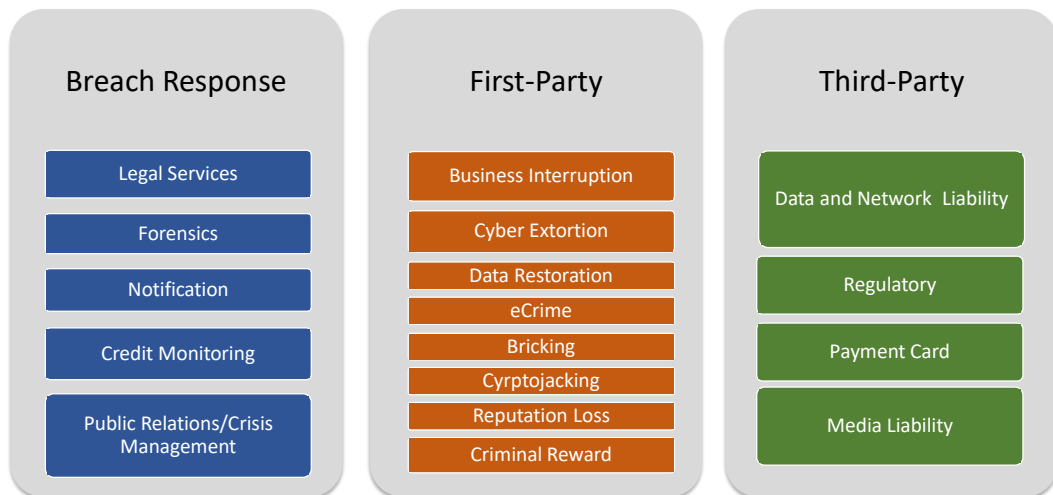 Breach Response
Legal Services
Forensics
Notification
Credit Monitoring
Public Relations/Crisis
Management
First-Party
Business Interruption
Cyber Extortion
Data Restoration
eCrime
Bricking
Cyrptojacking
Reputation Loss
Criminal Reward
Third-Party
Data and Network Liability
Regulatory
Payment Card
Media Liability